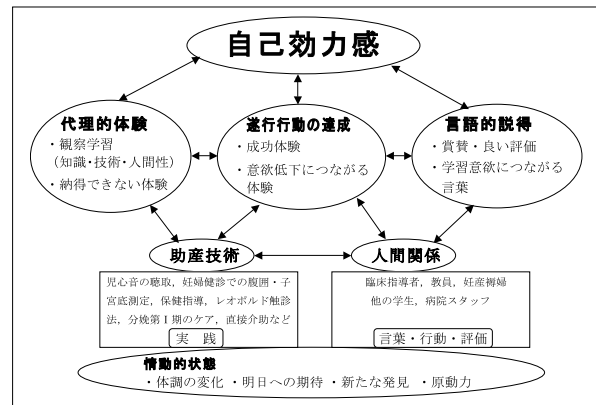 自己効力感
代理的体験
・観察学習
（知識・技術・人間性）
・納得できない体験
遂行行動の達成
・成功体験
・意欲低下につながる
体験
言語的説得
・賞賛・良い評価
・学習意欲につながる
言葉
助産技術
人間関係
児心音の聴取，妊婦健診での腹囲・子
宮底測定，保健指導，レオポルド触診
法，分娩第Ⅰ期のケア，直接介助など
実　践
臨床指導者，教員，妊産褥婦
他の学生，病院スタッフ
言葉・行動・評価
情動的状態
・体調の変化 ・明日への期待 ・新たな発見 ・原動力